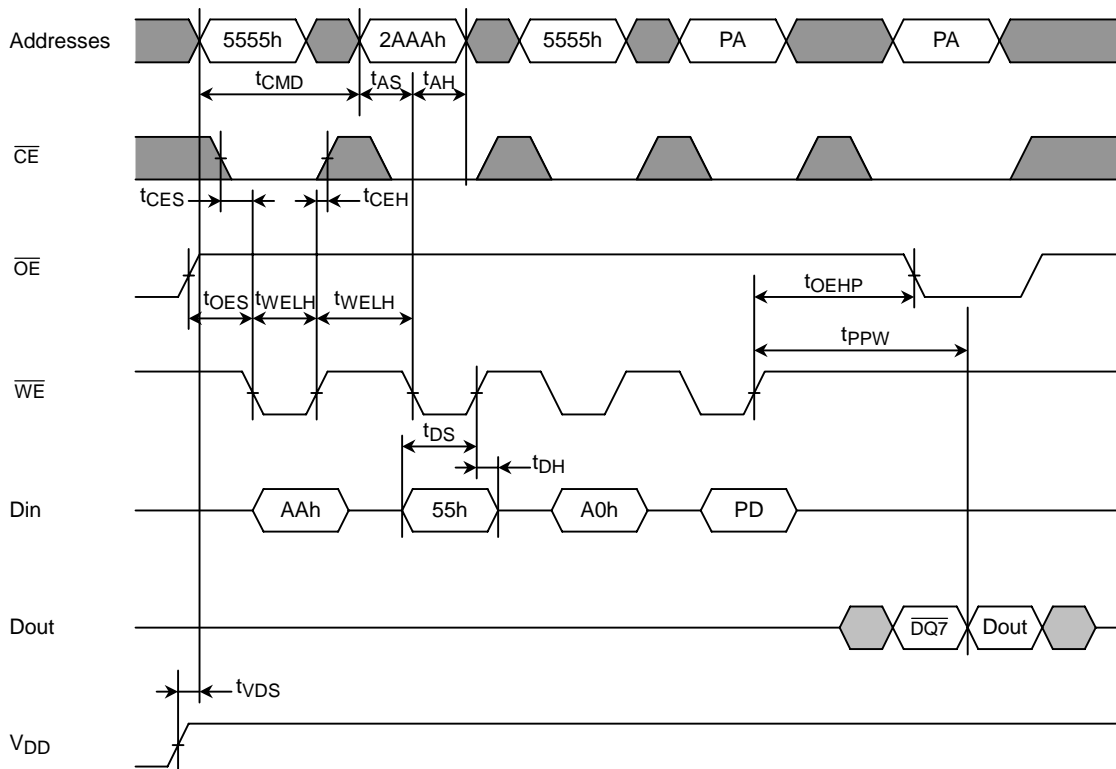 Addresses 5555h 2AAAh 5555h PA PA
tCMD tAS tAH
CE
tCES tCEH
OE
tOES tWELH tWELH tOEHP
tPPW
WE
tDS
tDH
Din AAh 55h A0h PD
Dout DQ7 Dout
tVDS
VDD